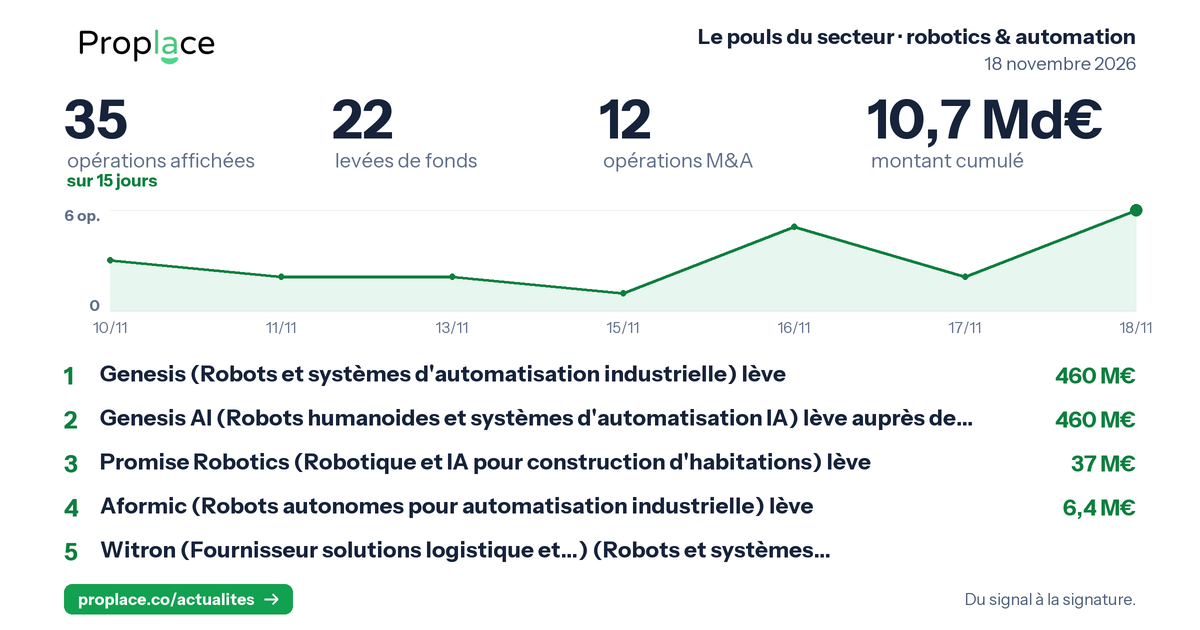 Proplace
Le pouls du secteur · robotics & automation
18 novembre 2026
35
opérations affichées
sur 15 jours
22
levées de fonds
12
opérations M&A
10,7 Md€
montant cumulé
6 op.
0
10/11 11/11 13/11 15/11 16/11 17/11 18/11
1 Genesis (Robots et systèmes d'automatisation industrielle) lève 460 M€
2 Genesis AI (Robots humanoides et systèmes d'automatisation IA) lève auprès de... 460 M€
3 Promise Robotics (Robotique et IA pour construction d'habitations) lève 37 M€
4 Aformic (Robots autonomes pour automatisation industrielle) lève 6,4 M€
5 Witron (Fournisseur solutions logistique et...) (Robots et systèmes...
proplace.co/actualites →
Du signal à la signature.